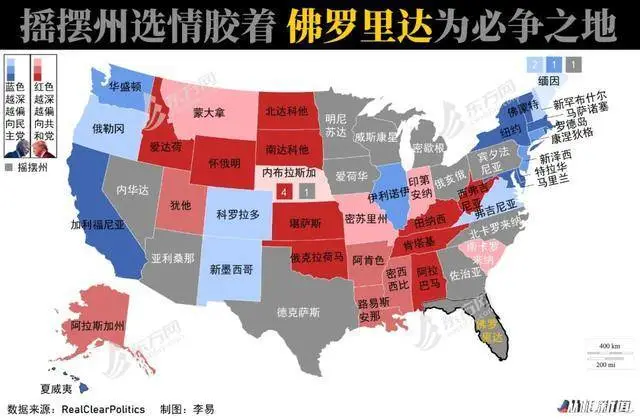 摇摆州选情胶着 佛罗里达为必争之地
蓝色越深越偏向民主党
红色越深越偏向共和党
摇摆州
2 1 1
缅因
华盛顿
蒙大拿
北达科他
明尼苏达
佛蒙特
新罕布什尔
马萨诸塞
俄勒冈
爱达荷
南达科他
威斯康星
密歇根
纽约
罗德岛
康涅狄格
怀俄明
内布拉斯加
4 1
爱荷华
宾夕法尼亚
新泽西
特拉华
马里兰
内华达
犹他
科罗拉多
堪萨斯
密苏里州
伊利诺伊
印第安纳
俄亥俄
西弗吉尼亚
弗吉尼亚
加利福尼亚
田纳西
肯塔基
北卡罗来纳
南卡罗来纳
亚利桑那
新墨西哥
俄克拉荷马
阿肯色
密西西比
阿拉巴马
佐治亚
德克萨斯
路易斯安那
佛罗里达
阿拉斯加州
夏威夷
400 km
200 mi
数据来源：RealClearPolitics 制图：李易
东方网